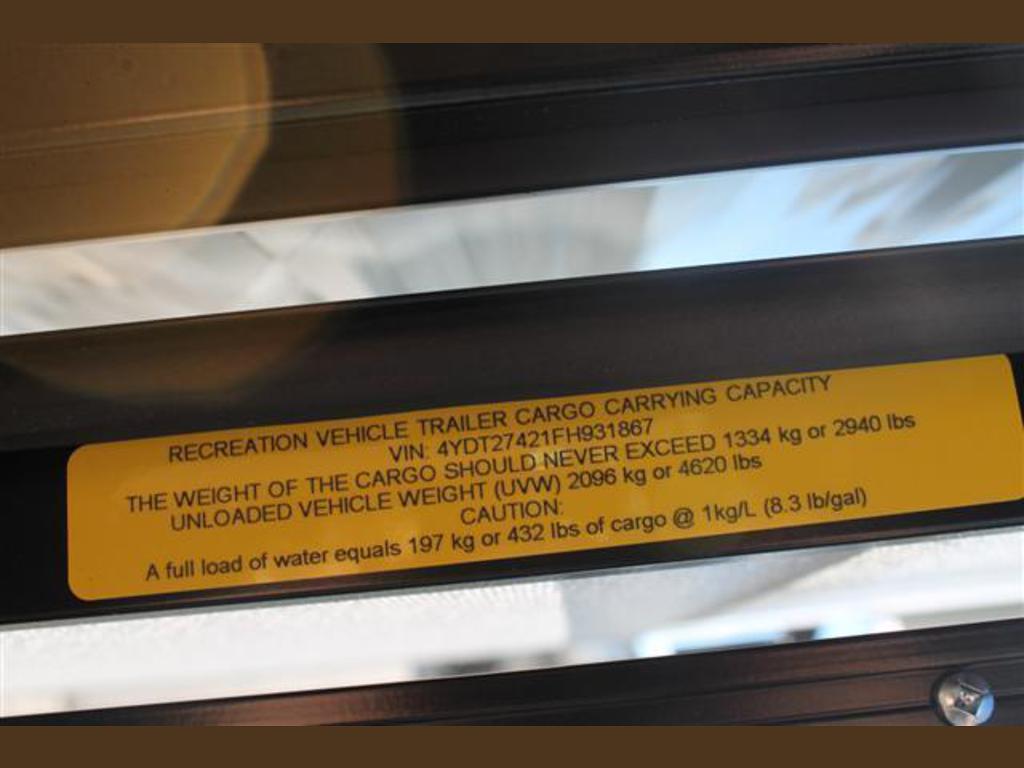 RECREATION VEHICLE TRAILER CARGO CARRYING CAPACITY
VIN: 4YDT27421FH931867
THE WEIGHT OF THE CARGO SHOULD NEVER EXCEED 1334 kg or 2940 lbs
UNLOADED VEHICLE WEIGHT (UVW) 2096 kg or 4620 lbs
CAUTION:
A full load of water equals 197 kg or 432 lbs of cargo @ 1kg/L (8.3 lb/gal)